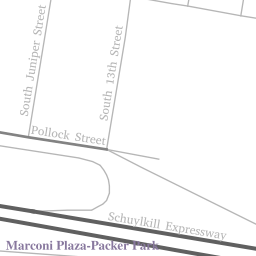 South Juniper Street
South 13th Street
Pollock Street
Schuylkill Expressway
Marconi Plaza-Packer Park